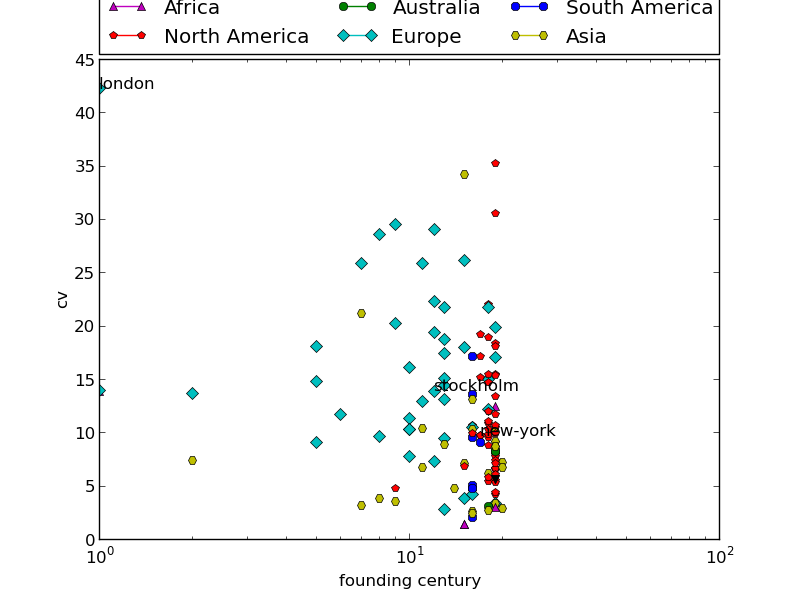 Africa Australia South America
North America Europe Asia
45
london
40
35
30
25
cv
20
15
stockholm
10
new-york
5
0
10^0 10^1 10^2
founding century